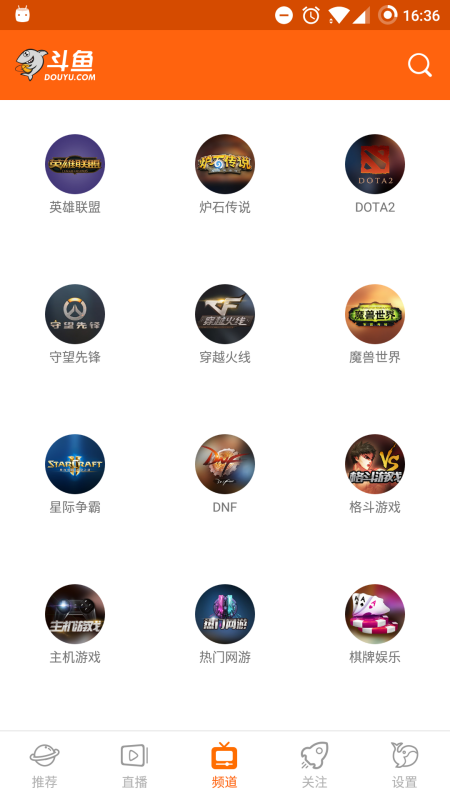 16:36
斗鱼
DOUYU.COM
英雄联盟
炉石传说
DOTA2
英雄联盟
炉石传说
DOTA2
守望先锋
CF
穿越火线
魔兽世界
守望先锋
穿越火线
魔兽世界
STARCRAFT
II
DNF
VS
格斗游戏
星际争霸
DNF
格斗游戏
主机游戏
热门网游
主机游戏
热门网游
棋牌娱乐
推荐
直播
频道
关注
设置